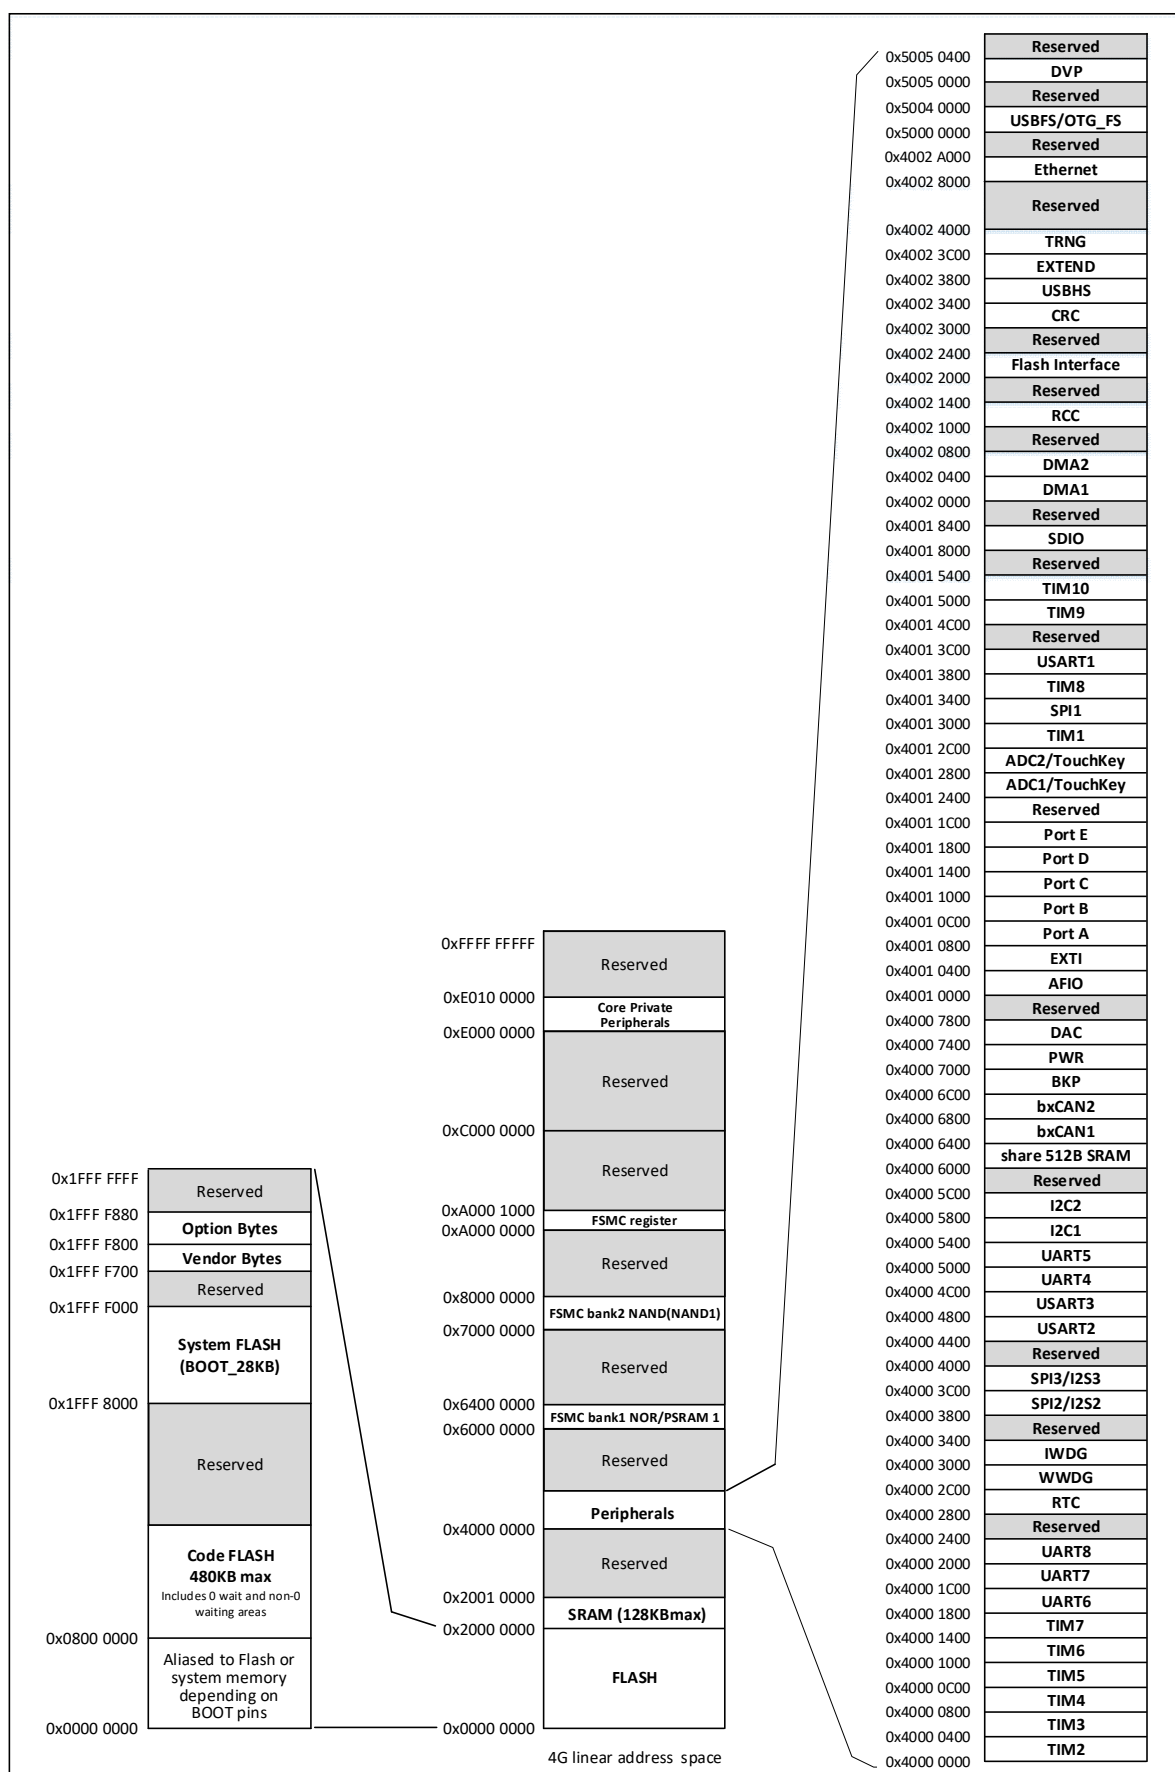 Reserved
0x5005 0400
DVP
0x5005 0000
Reserved
0x5004 0000
USBFS/OTG_FS
0x5000 0000
Reserved
0x4002 A000
Ethernet
0x4002 8000
Reserved
0x4002 4000
TRNG
0x4002 3C00
EXTEND
0x4002 3800
USBHS
0x4002 3400
CRC
0x4002 3000
Reserved
0x4002 2400
Flash Interface
0x4002 2000
Reserved
0x4002 1400
RCC
0x4002 1000
Reserved
0x4002 0800
DMA2
0x4002 0400
DMA1
0x4002 0000
Reserved
0x4001 8400
SDIO
0x4001 8000
Reserved
0x4001 5400
TIM10
0x4001 5000
TIM9
0x4001 4C00
Reserved
0x4001 3C00
USART1
0x4001 3800
TIM8
0x4001 3400
SPI1
0x4001 3000
TIM1
0x4001 2C00
ADC2/TouchKey
0x4001 2800
ADC1/TouchKey
0x4001 2400
Reserved
0x4001 1C00
Port E
0x4001 1800
Port D
0x4001 1400
Port C
0x4001 1000
Port B
0x4001 0C00
Port A
0x4001 0800
EXTI
0x4001 0400
AFIO
0x4001 0000
Reserved
0x4000 7800
DAC
0x4000 7400
PWR
0x4000 7000
BKP
0x4000 6C00
bxCAN2
0x4000 6800
bxCAN1
0x4000 6400
share 512B SRAM
0x4000 6000
Reserved
0x4000 5C00
I2C2
0x4000 5800
I2C1
0x4000 5400
UART5
0x4000 5000
UART4
0x4000 4C00
USART3
0x4000 4800
USART2
0x4000 4400
Reserved
0x4000 4000
SPI3/I2S3
0x4000 3C00
SPI2/I2S2
0x4000 3800
Reserved
0x4000 3400
IWDG
0x4000 3000
WWDG
0x4000 2C00
RTC
0x4000 2800
Reserved
0x4000 2400
UART8
0x4000 2000
UART7
0x4000 1C00
UART6
0x4000 1800
TIM7
0x4000 1400
TIM6
0x4000 1000
TIM5
0x4000 0C00
TIM4
0x4000 0800
TIM3
0x4000 0400
TIM2
0x4000 0000
0xFFFF FFFFF
Reserved
0xE010 0000
Core Private
Peripherals
0xE000 0000
Reserved
0xC000 0000
Reserved
0xA000 1000
FSMC register
0xA000 0000
Reserved
0x8000 0000
FSMC bank2 NAND(NAND1)
0x7000 0000
Reserved
0x6400 0000
FSMC bank1 NOR/PSRAM 1
0x6000 0000
Reserved
Peripherals
0x4000 0000
Reserved
0x2001 0000
SRAM (128KBmax)
0x2000 0000
FLASH
0x0000 0000
4G linear address space
0x1FFF FFFF
Reserved
0x1FFF F880
Option Bytes
0x1FFF F800
Vendor Bytes
0x1FFF F700
Reserved
0x1FFF F000
System FLASH
(BOOT_28KB)
0x1FFF 8000
Reserved
Code FLASH
480KB max
Includes 0 wait and non-0
waiting areas
0x0800 0000
Aliased to Flash or
system memory
depending on
BOOT pins
0x0000 0000